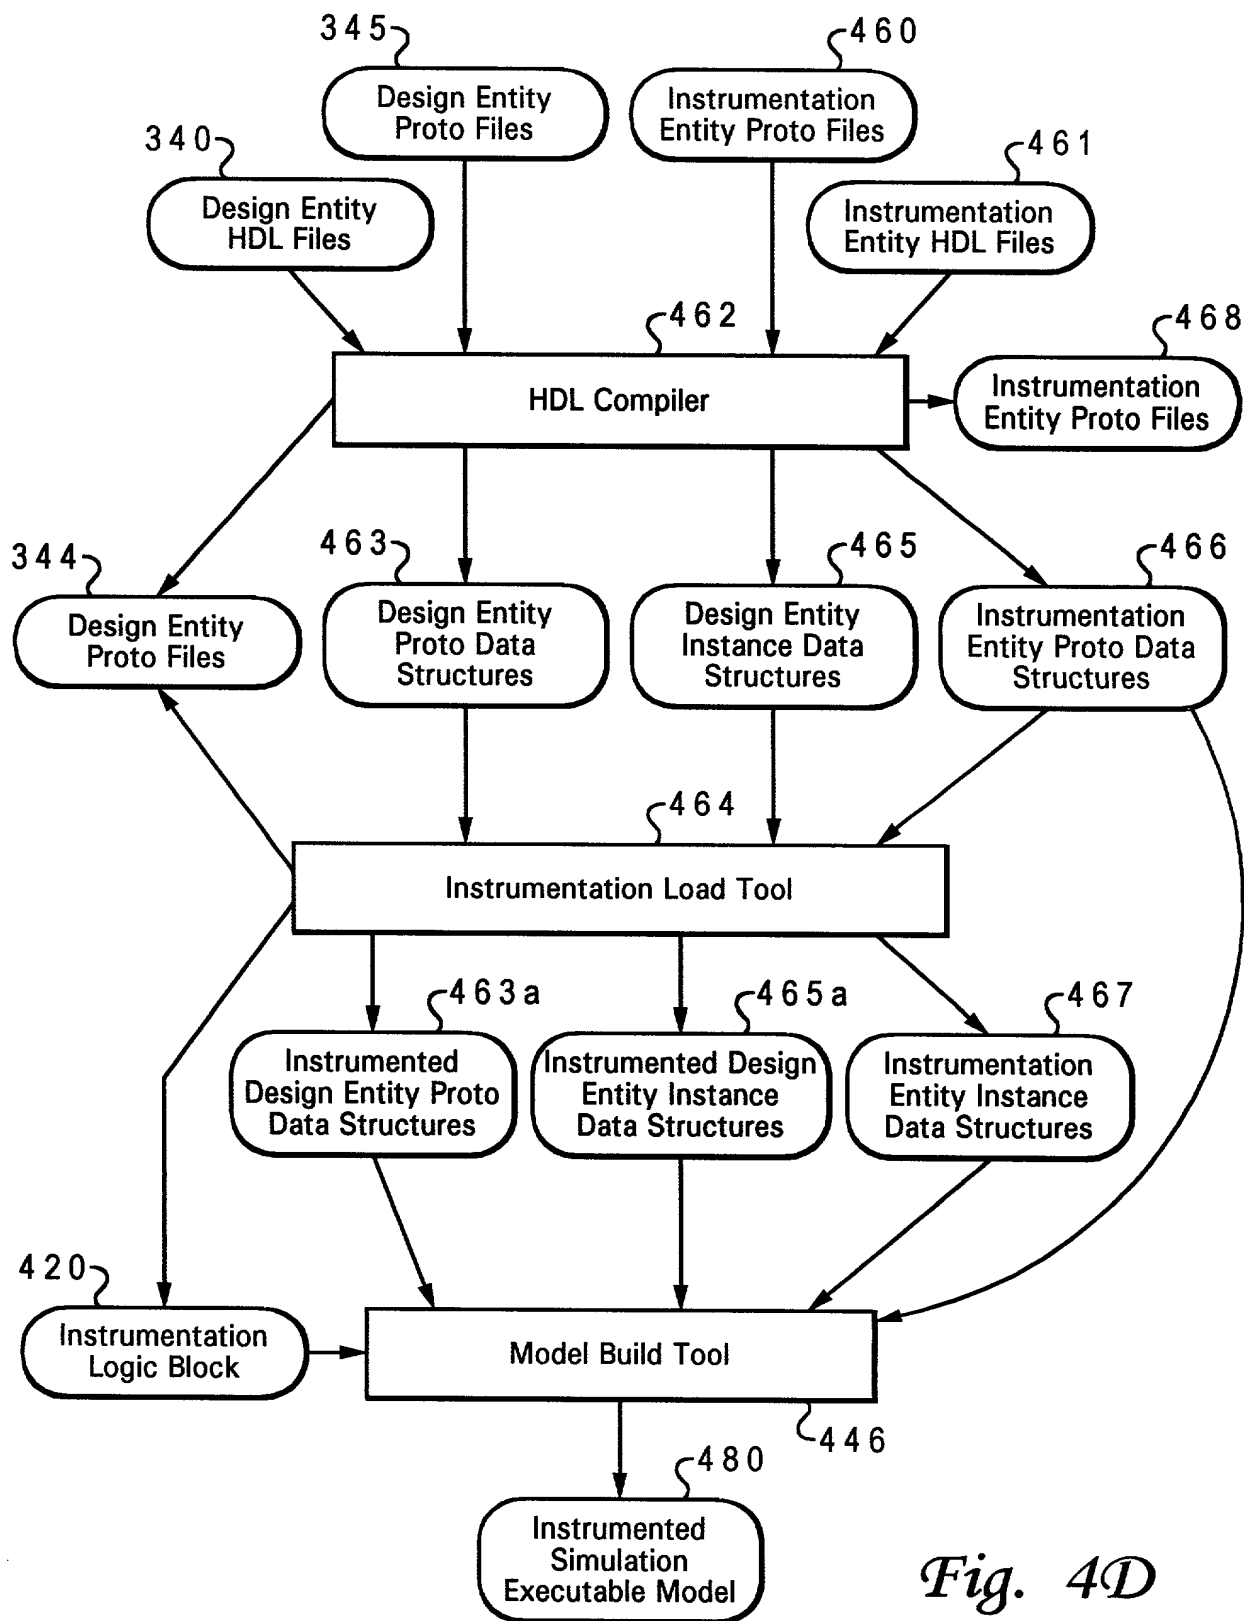 345
460
Design Entity
Proto Files
Instrumentation
Entity Proto Files
340
461
Design Entity
HDL Files
Instrumentation
Entity HDL Files
462
468
HDL Compiler
Instrumentation
Entity Proto Files
463
465
344
466
Design Entity
Proto Files
Design Entity
Proto Data
Structures
Design Entity
Instance Data
Structures
Instrumentation
Entity Proto Data
Structures
464
Instrumentation Load Tool
463a
465a
467
Instrumented
Design Entity Proto
Data Structures
Instrumented Design
Entity Instance
Data Structures
Instrumentation
Entity Instance
Data Structures
420
Instrumentation
Logic Block
Model Build Tool
446
480
Instrumented
Simulation
Executable Model
Fig. 4D